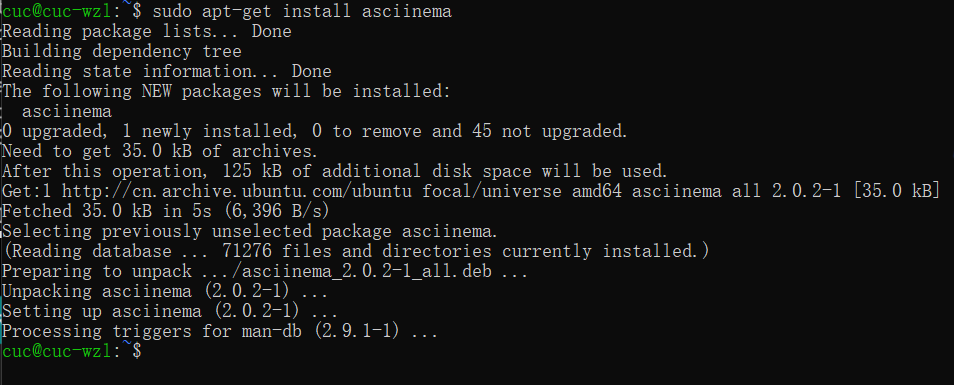 cuc@cuc-wzl:~$ sudo apt-get install asciinema
Reading package lists... Done
Building dependency tree
Reading state information... Done
The following NEW packages will be installed:
  asciinema
0 upgraded, 1 newly installed, 0 to remove and 45 not upgraded.
Need to get 35.0 kB of archives.
After this operation, 125 kB of additional disk space will be used.
Get:1 http://cn.archive.ubuntu.com/ubuntu focal/universe amd64 asciinema all 2.0.2-1 [35.0 kB]
Fetched 35.0 kB in 5s (6,396 B/s)
Selecting previously unselected package asciinema.
(Reading database ... 71276 files and directories currently installed.)
Preparing to unpack .../asciinema_2.0.2-1_all.deb ...
Unpacking asciinema (2.0.2-1) ...
Setting up asciinema (2.0.2-1) ...
Processing triggers for man-db (2.9.1-1) ...
cuc@cuc-wzl:~$